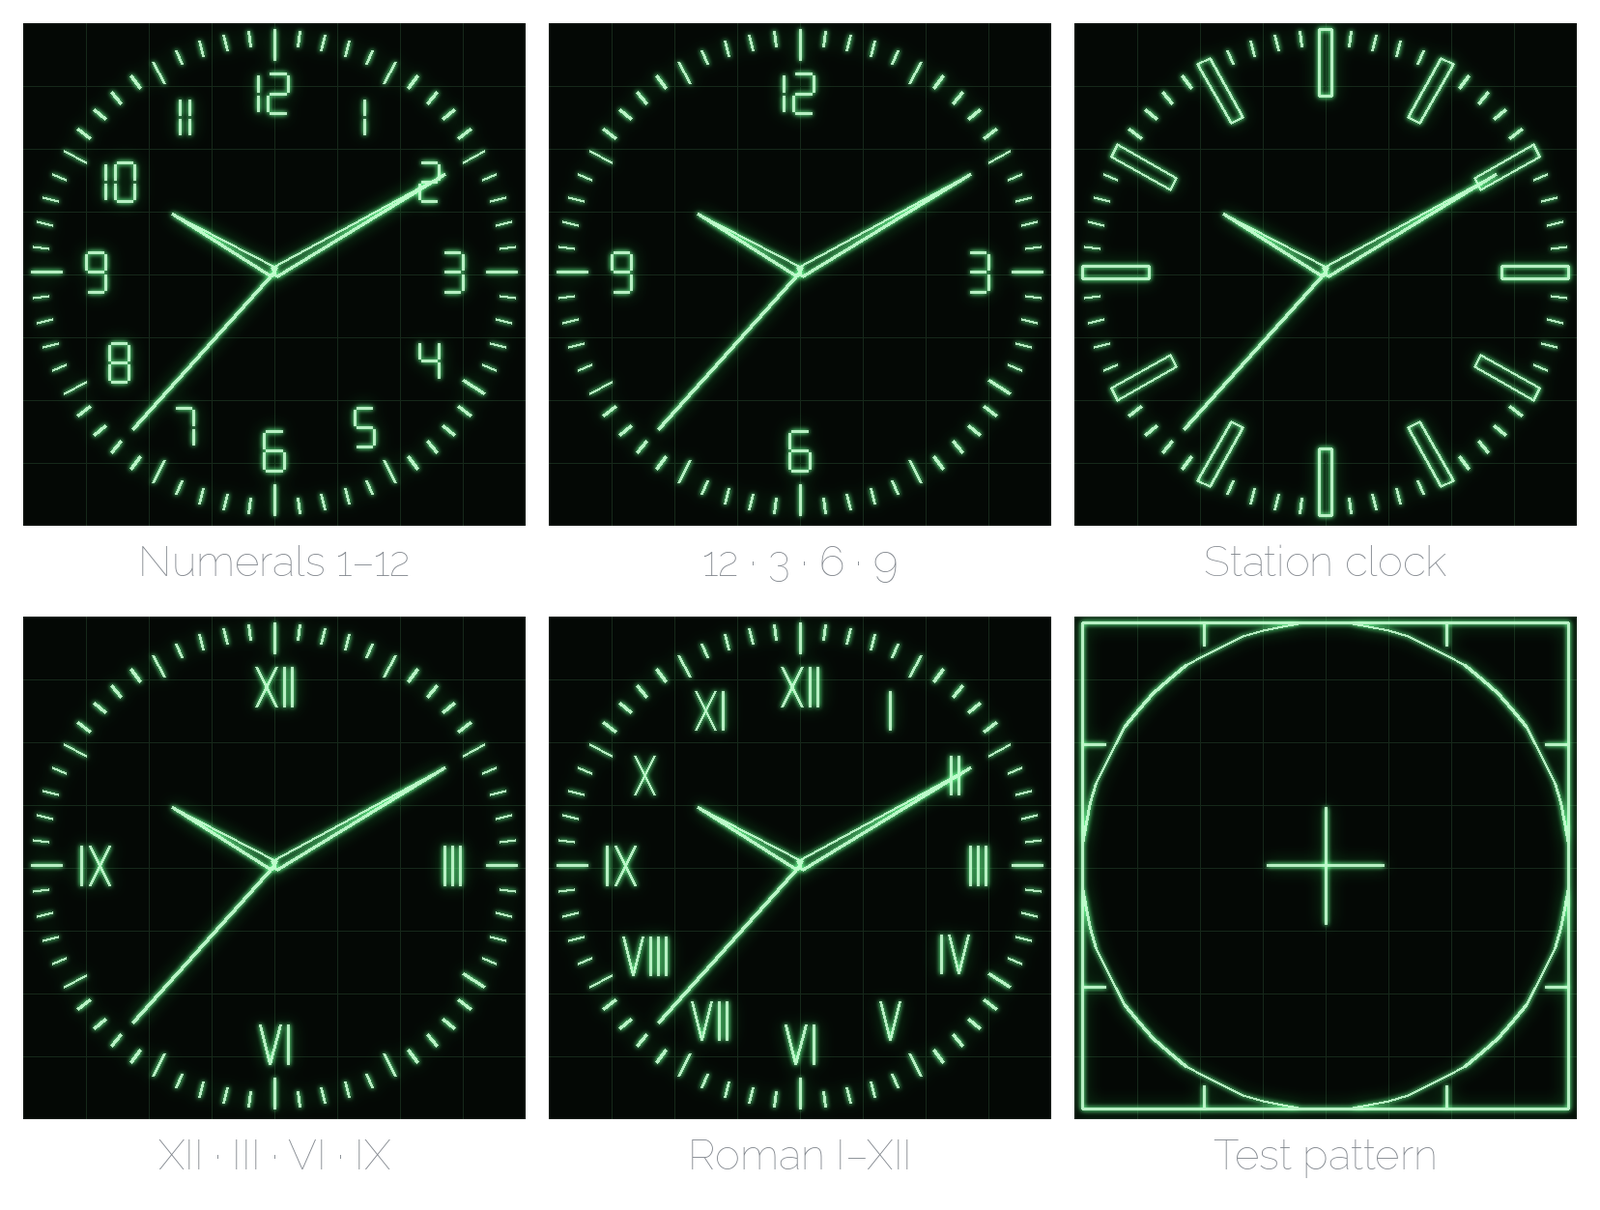 12
11 1
10 2
9 3
8 4
7 5
6
12
9 3
6
Numerals 1–12
12 · 3 · 6 · 9
Station clock
XII
IX III
VI
XII
XI I
X II
IX III
VIII IV
VII V
VI
XII · III · VI · IX
Roman I–XII
Test pattern